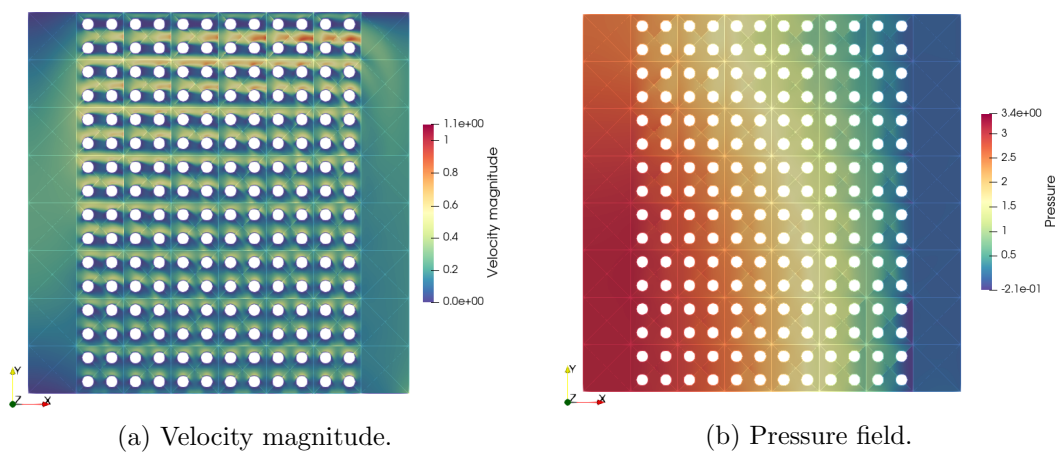 1.1e+00
1
0.8
0.6
0.4
0.2
0.0e+00
Velocity magnitude
Y
Z
X
3.4e+00
3
2.5
2
1.5
1
0.5
-2.1e-01
Pressure
Y
Z
X
(a) Velocity magnitude.
(b) Pressure field.